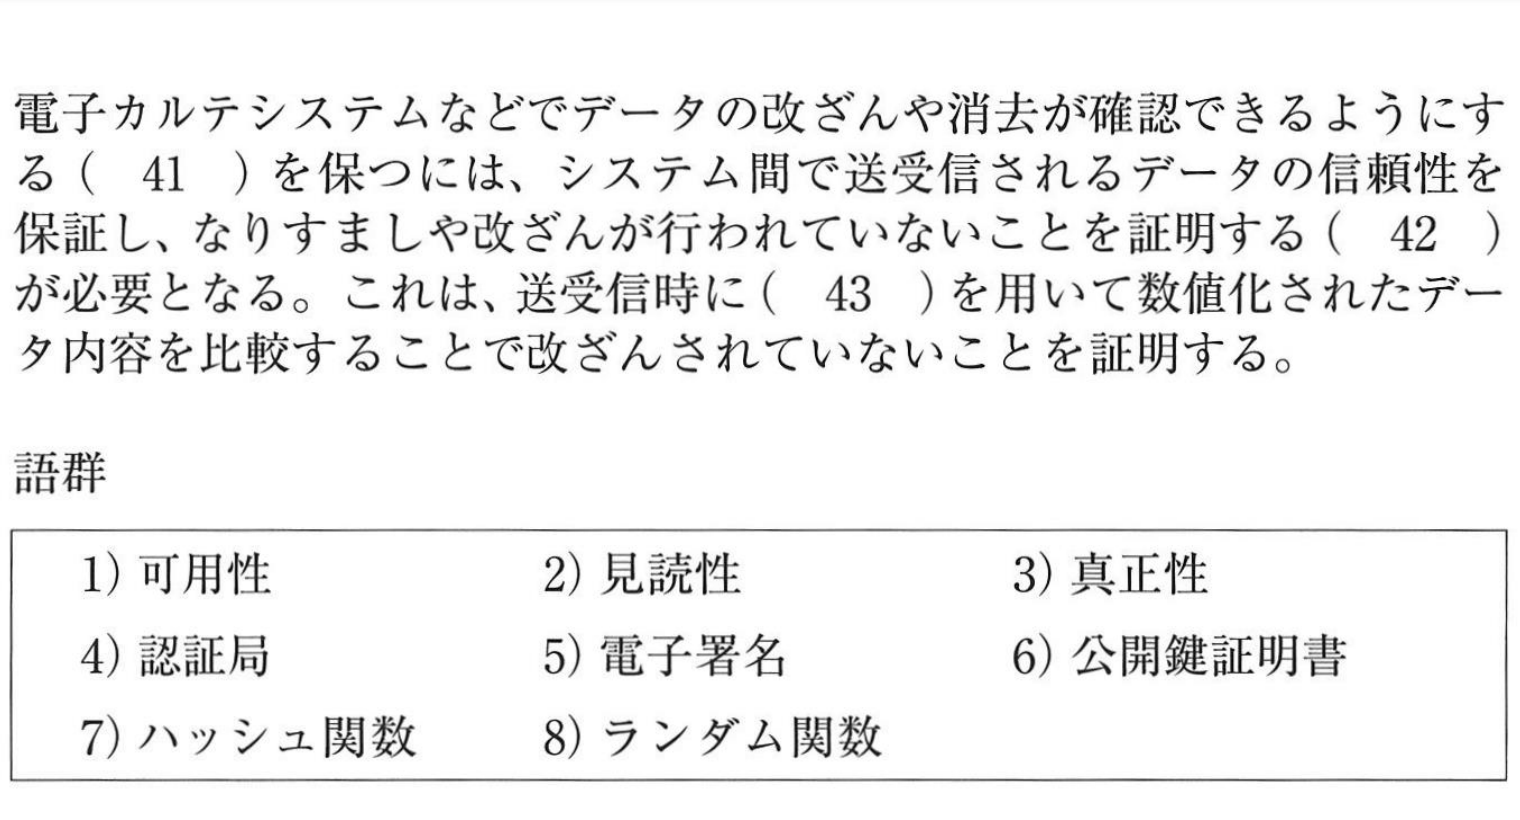 電子カルテシステムなどでデータの改ざんや消去が確認できるようにす
る( 41 )を保つには、システム間で送受信されるデータの信頼性を
保証し、なりすましや改ざんが行われていないことを証明する( 42 )
が必要となる。これは、送受信時に( 43 )を用いて数値化されたデー
タ内容を比較することで改ざんされていないことを証明する。
語群
1) 可用性 2) 見読性 3) 真正性
4) 認証局 5) 電子署名 6) 公開鍵証明書
7) ハッシュ関数 8) ランダム関数